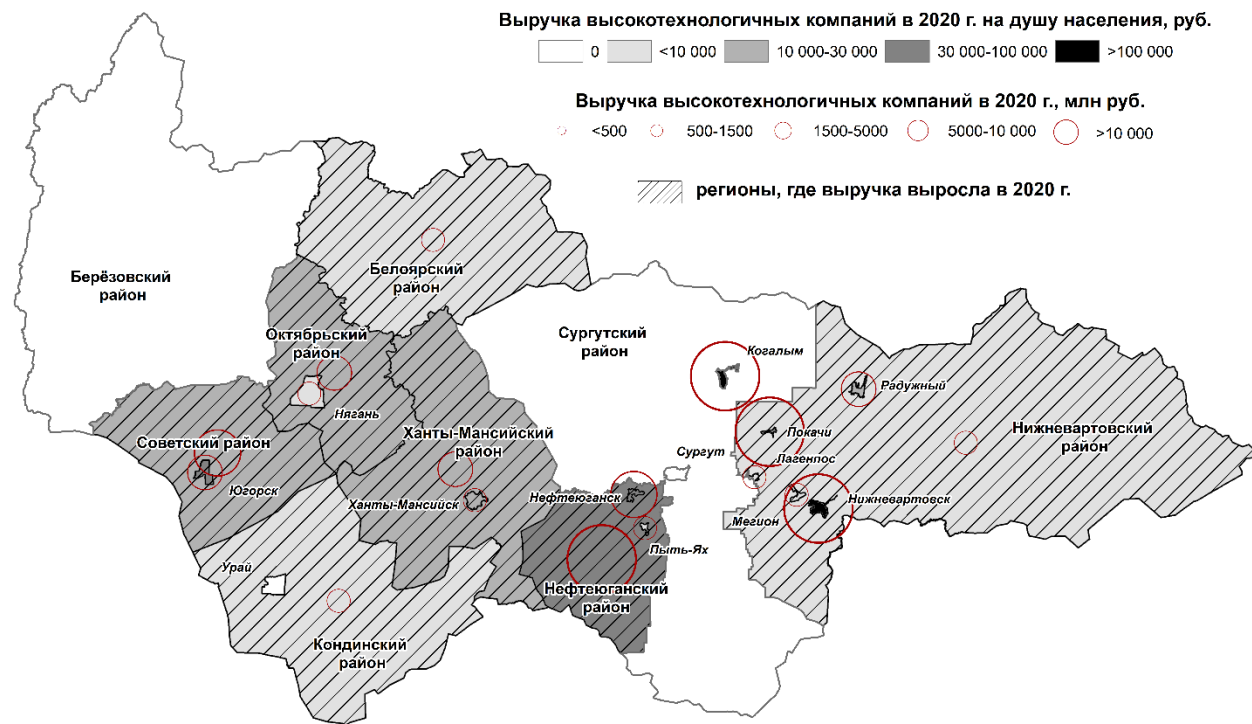 Выручка высокотехнологичных компаний в 2020 г. на душу населения, руб.
0
<10 000
10 000-30 000
30 000-100 000
>100 000
Выручка высокотехнологичных компаний в 2020 г., млн руб.
<500
500-1500
1500-5000
5000-10 000
>10 000
регионы, где выручка выросла в 2020 г.
Берёзовский
район
Белоярский
район
Октябрьский
район
Сургутский
район
Когалым
Радужный
Нягань
Покачи
Нижневартовский
район
Советский район
Ханты-Мансийский
район
Сургут
Лагепос
Югорск
Ханты-Мансийск
Нефтеюганск
Нижневартовск
Мегион
Пыть-Ях
Урай
Нефтеюганский
район
Кондинский
район